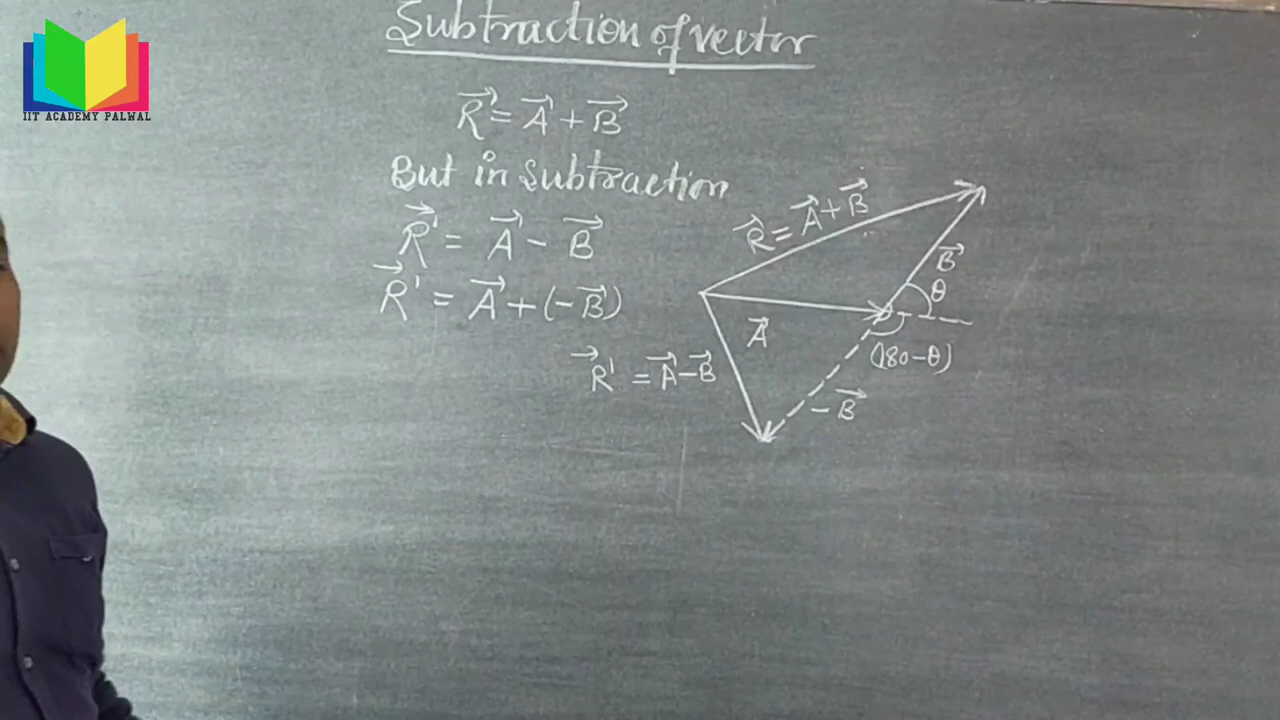 Subtraction of vector
IIT ACADEMY PALWAL
R⃗ = A⃗ + B⃗
But in subtraction
R⃗' = A⃗ - B⃗
R⃗' = A⃗ + (-B⃗)
R⃗ = A⃗ + B⃗
B⃗
θ
A⃗
(180-θ)
R⃗' = A⃗ - B⃗
-B⃗